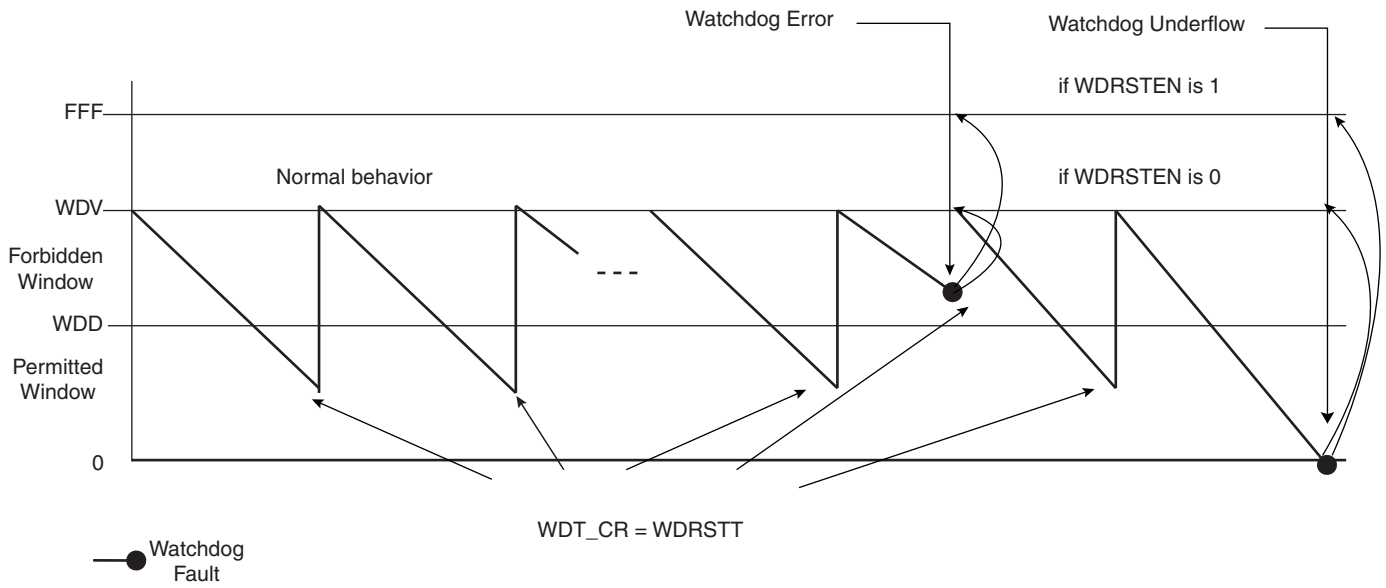 Watchdog Error
Watchdog Underflow
if WDRSTEN is 1
FFF
Normal behavior
if WDRSTEN is 0
WDV
Forbidden
Window
WDD
Permitted
Window
0
WDT_CR = WDRSTT
Watchdog
Fault